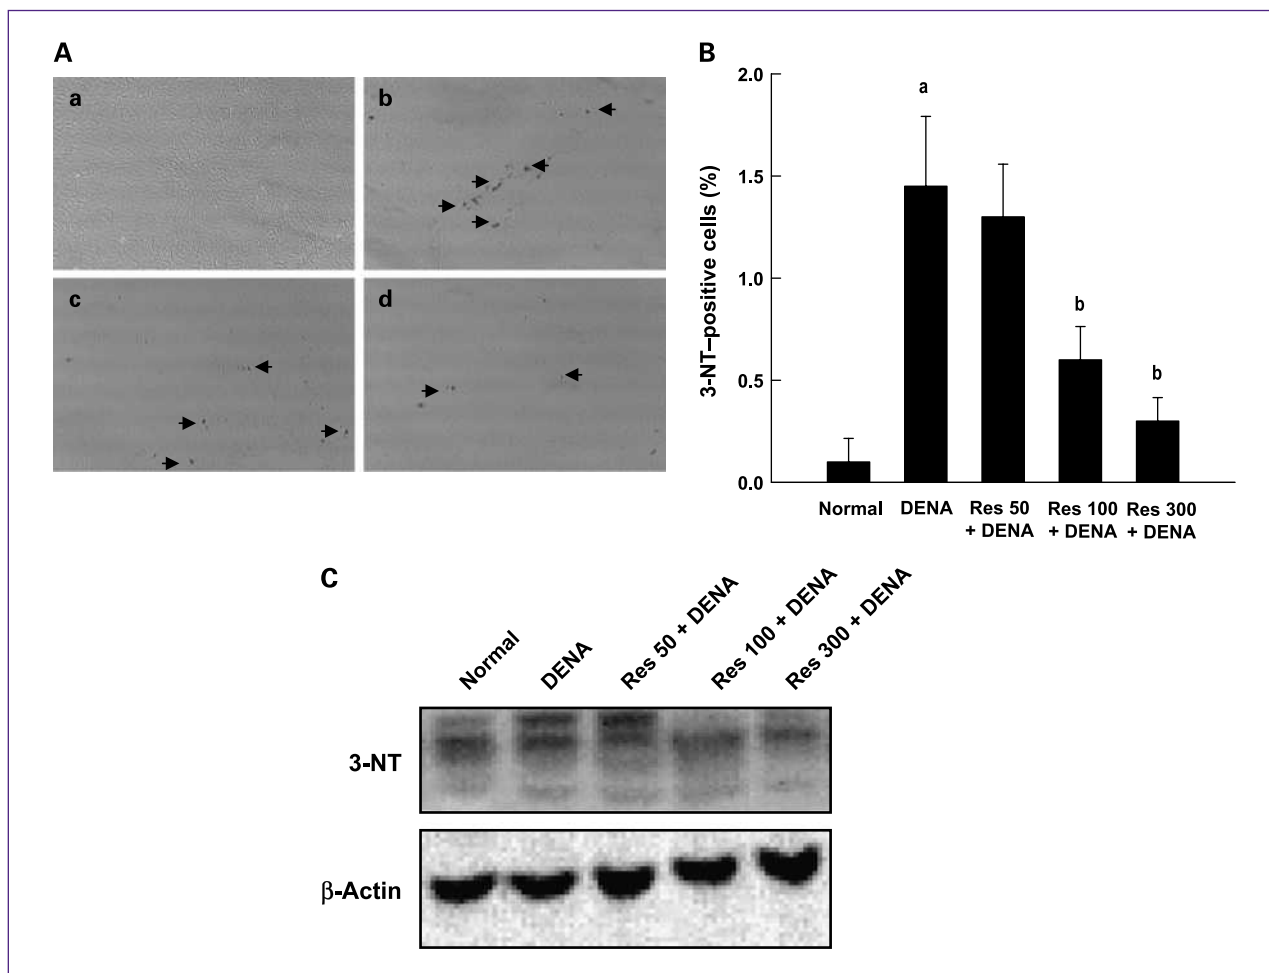 A
a
b
c
d
B
3-NT–positive cells (%)
2.0
1.5
1.0
0.5
0.0
a
b
b
Normal
DENA
Res 50
+ DENA
Res 100
+ DENA
Res 300
+ DENA
C
Normal
DENA
Res 50 + DENA
Res 100 + DENA
Res 300 + DENA
3-NT
β-Actin